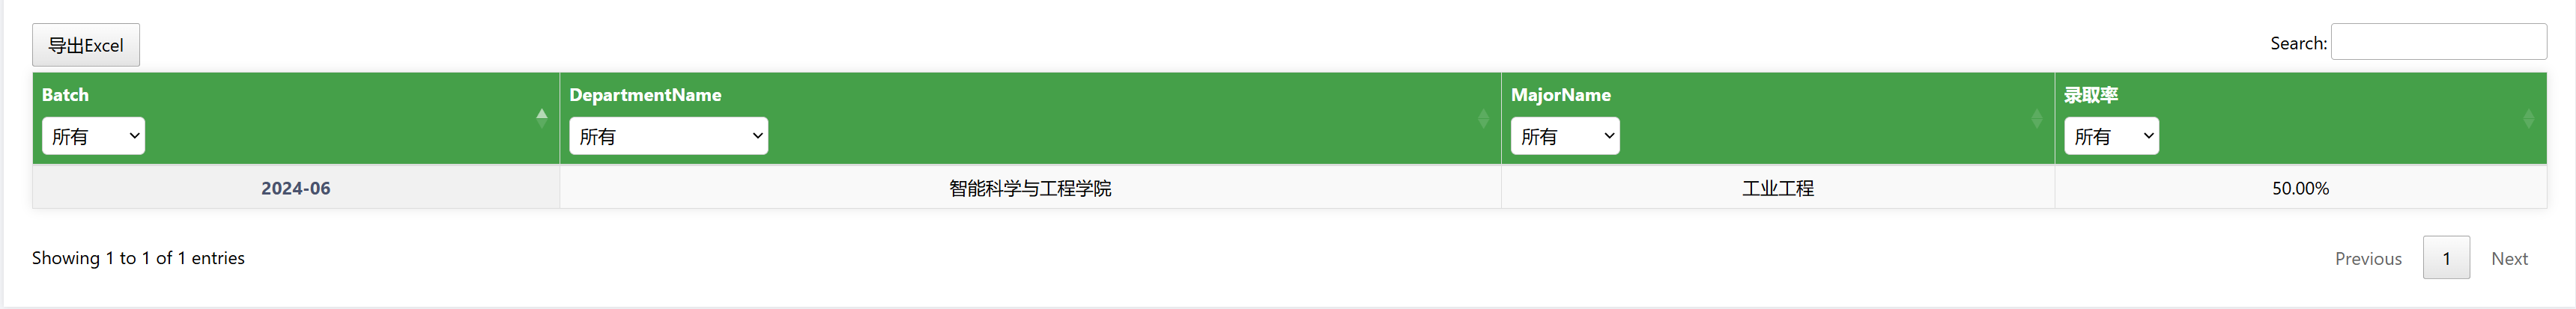 导出Excel
Search:
Batch DepartmentName MajorName 录取率
所有 所有 所有 所有
2024-06 智能科学与工程学院 工业工程 50.00%
Showing 1 to 1 of 1 entries
Previous 1 Next